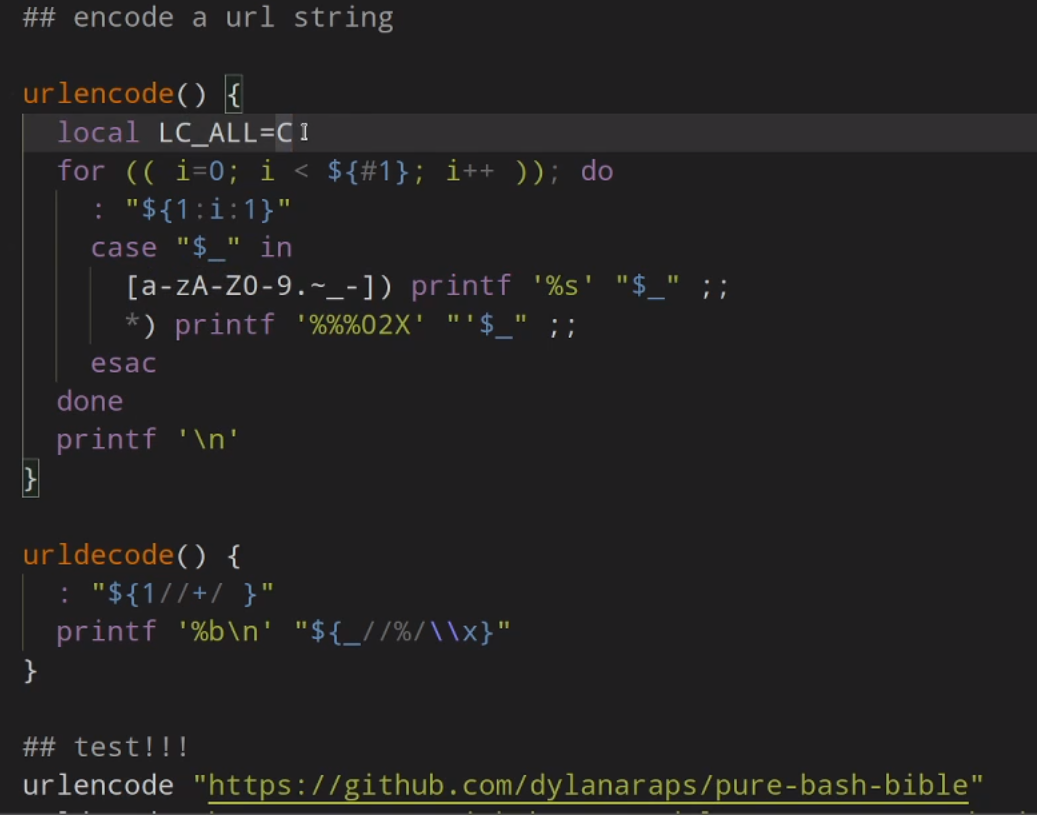 ## encode a url string
urlencode() {
  local LC_ALL=C
  for (( i=0; i < ${#1}; i++ )); do
    : "${1:i:1}"
    case "$_" in
      [a-zA-Z0-9.~_-]) printf '%s' "$_" ;;
      *) printf '%%%02X' "'$_" ;;
    esac
  done
  printf '\n'
}
urldecode() {
  : "${1//+/ }"
  printf '%b\n' "${_//%/\\x}"
}
## test!!!
urlencode "https://github.com/dylanaraps/pure-bash-bible"